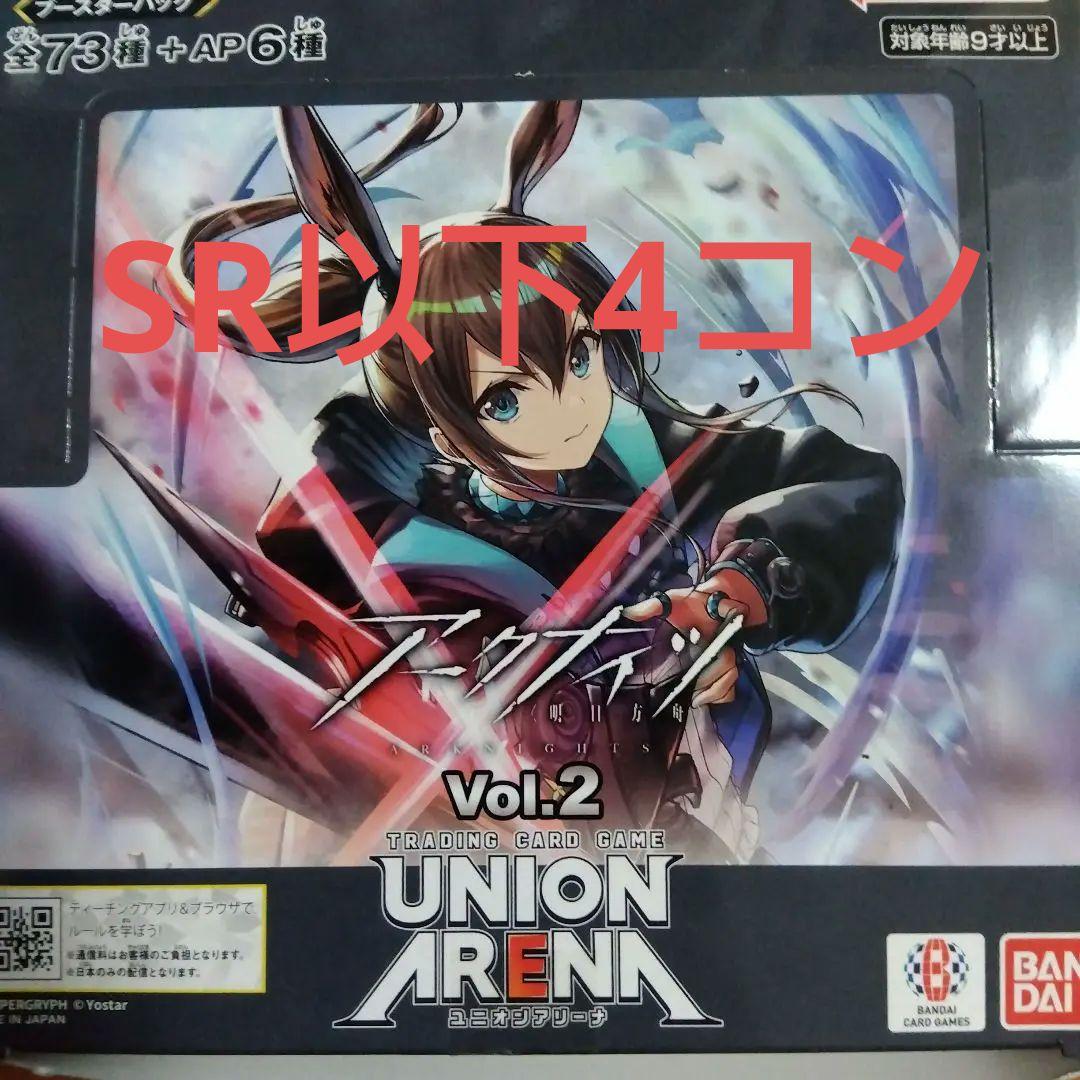 ブースターパック
全73種+AP6種
対象年齢9才以上
SR以下4コン
アークナイツ
明日方舟
ARKNIGHTS
Vol.2
TRADING CARD GAME
UNION
ARENA
ユニオンアリーナ
ティーチングアプリ&ブラウザで、
ルールを学ぼう!
※通信料はお客様のご負担となります。
※日本のみの配信となります。
PERGRYPH © Yostar
E IN JAPAN
B
BANDAI
CARD GAMES
BAN
DAI